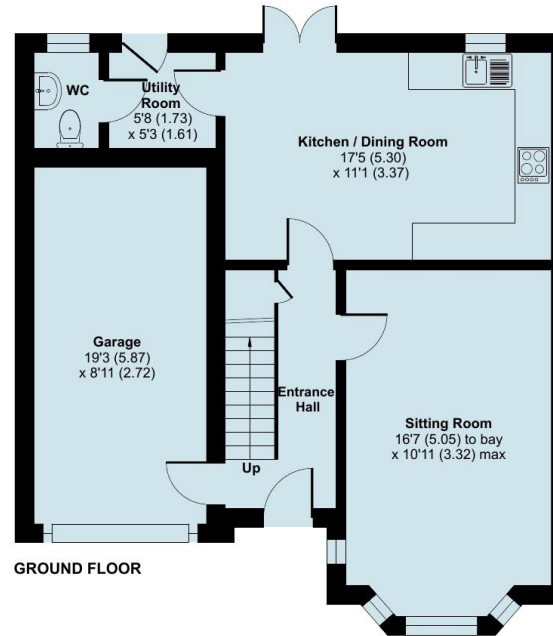 WC
Utility
Room
5'8 (1.73)
x 5'3 (1.61)
Kitchen / Dining Room
17'5 (5.30)
x 11'1 (3.37)
Garage
19'3 (5.87)
x 8'11 (2.72)
Entrance
Hall
Sitting Room
16'7 (5.05) to bay
x 10'11 (3.32) max
Up
GROUND FLOOR